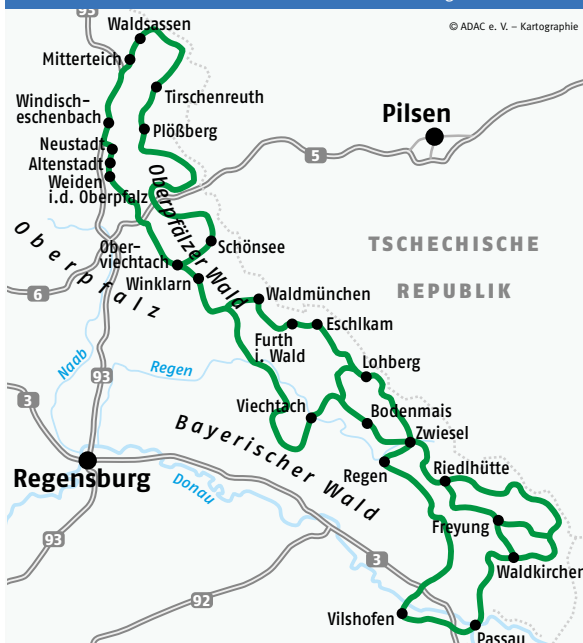 93
Waldsassen
© ADAC e. V. – Kartographie
Mitterteich
Tirschenreuth
Windisch-
eschenbach
Pilsen
Plößberg
Neustadt
Altenstadt
Weiden
i.d. Oberpfalz
5
Oberpfälzer Wald
Oberpfalz
Ober-
viechtach
Schönsee
TSCHECHISCHE
REPUBLIK
Winklarn
6
Waldmünchen
Eschlkam
Furth
i. Wald
Naab
Regen
93
Lohberg
3
Viechtach
Bodenmais
Zwiesel
Bayerischer Wald
Regen
Riedlhütte
Regensburg
Donau
Freyung
93
3
Waldkirchen
92
Vilshofen
Passau